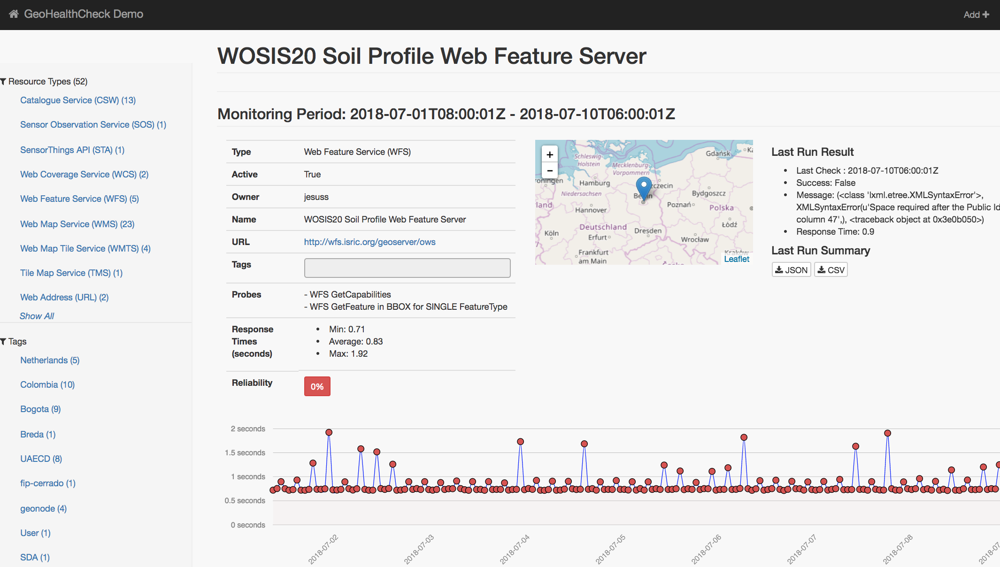 GeoHealthCheck Demo
Add
Resource Types (52)
Catalogue Service (CSW) (13)
Sensor Observation Service (SOS) (1)
SensorThings API (STA) (1)
Web Coverage Service (WCS) (2)
Web Feature Service (WFS) (5)
Web Map Service (WMS) (23)
Web Map Tile Service (WMTS) (4)
Tile Map Service (TMS) (1)
Web Address (URL) (2)
Show All
Tags
Netherlands (5)
Colombia (10)
Bogota (9)
Breda (1)
UAECD (8)
fip-cerrado (1)
geonode (4)
User (1)
SDA (1)
WOSIS20 Soil Profile Web Feature Server
Monitoring Period: 2018-07-01T08:00:01Z - 2018-07-10T06:00:01Z
Type Web Feature Service (WFS)
Active True
Owner jesuss
Name WOSIS20 Soil Profile Web Feature Server
URL http://wfs.isric.org/geoserver/ows
Tags
Probes - WFS GetCapabilities
- WFS GetFeature in BBOX for SINGLE FeatureType
Response Times (seconds)
• Min: 0.71
• Average: 0.83
• Max: 1.92
Reliability 0%
+
−
Schleswig-
Holstein
Mecklenburg-
Vorpommern
Gdańsk
Hamburg
Niedersachsen
Bydgoszcz
Poznań
Polska
Hannover
Łódź
Deutschland
Dresden
Köln
Erfurt
Wrocław
Frankfurt
am Main
Kraków
Leaflet
Last Run Result
• Last Check : 2018-07-10T06:00:01Z
• Success: False
• Message: (<class 'lxml.etree.XMLSyntaxError'>,
XMLSyntaxError(u'Space required after the Public Id
column 47',), <traceback object at 0x3e0b050>)
• Response Time: 0.9
Last Run Summary
JSON CSV
2 seconds
1.5 seconds
1 seconds
0.5 seconds
0 seconds
2018-07-02
2018-07-03
2018-07-04
2018-07-05
2018-07-06
2018-07-07
2018-07-08
2018-07-